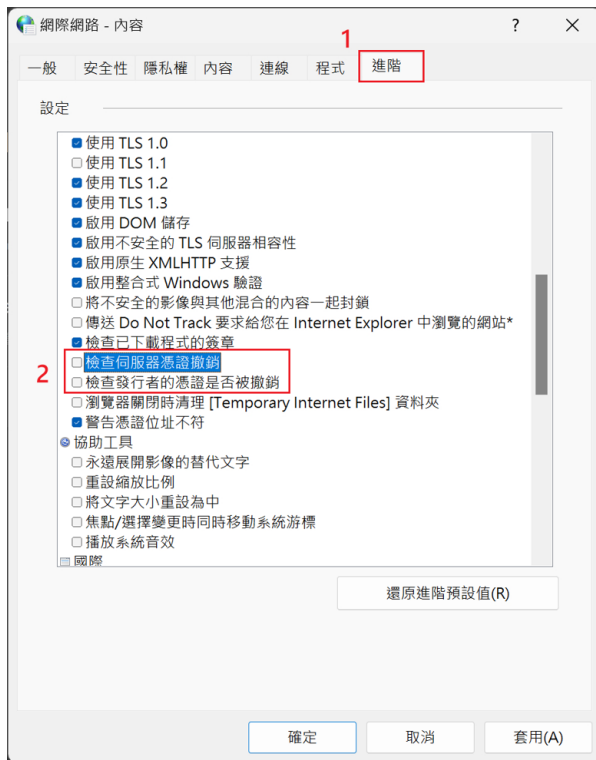 網際網路 - 內容
?
1
一般 安全性 隱私權 內容 連線 程式 進階
設定
使用 TLS 1.0
使用 TLS 1.1
使用 TLS 1.2
使用 TLS 1.3
啟用 DOM 儲存
啟用不安全的 TLS 伺服器相容性
啟用原生 XMLHTTP 支援
啟用整合式 Windows 驗證
將不安全的影像與其他混合的內容一起封鎖
傳送 Do Not Track 要求給您在 Internet Explorer 中瀏覽的網站*
檢查已下載程式的簽章
2
檢查伺服器憑證撤銷
檢查發行者的憑證是否被撤銷
瀏覽器關閉時清理 [Temporary Internet Files] 資料夾
警告憑證位址不符
協助工具
永遠展開影像的替代文字
重設縮放比例
將文字大小重設為中
焦點/選擇變更時同時移動系統游標
播放系統音效
國際
還原進階預設值(R)
確定 取消 套用(A)